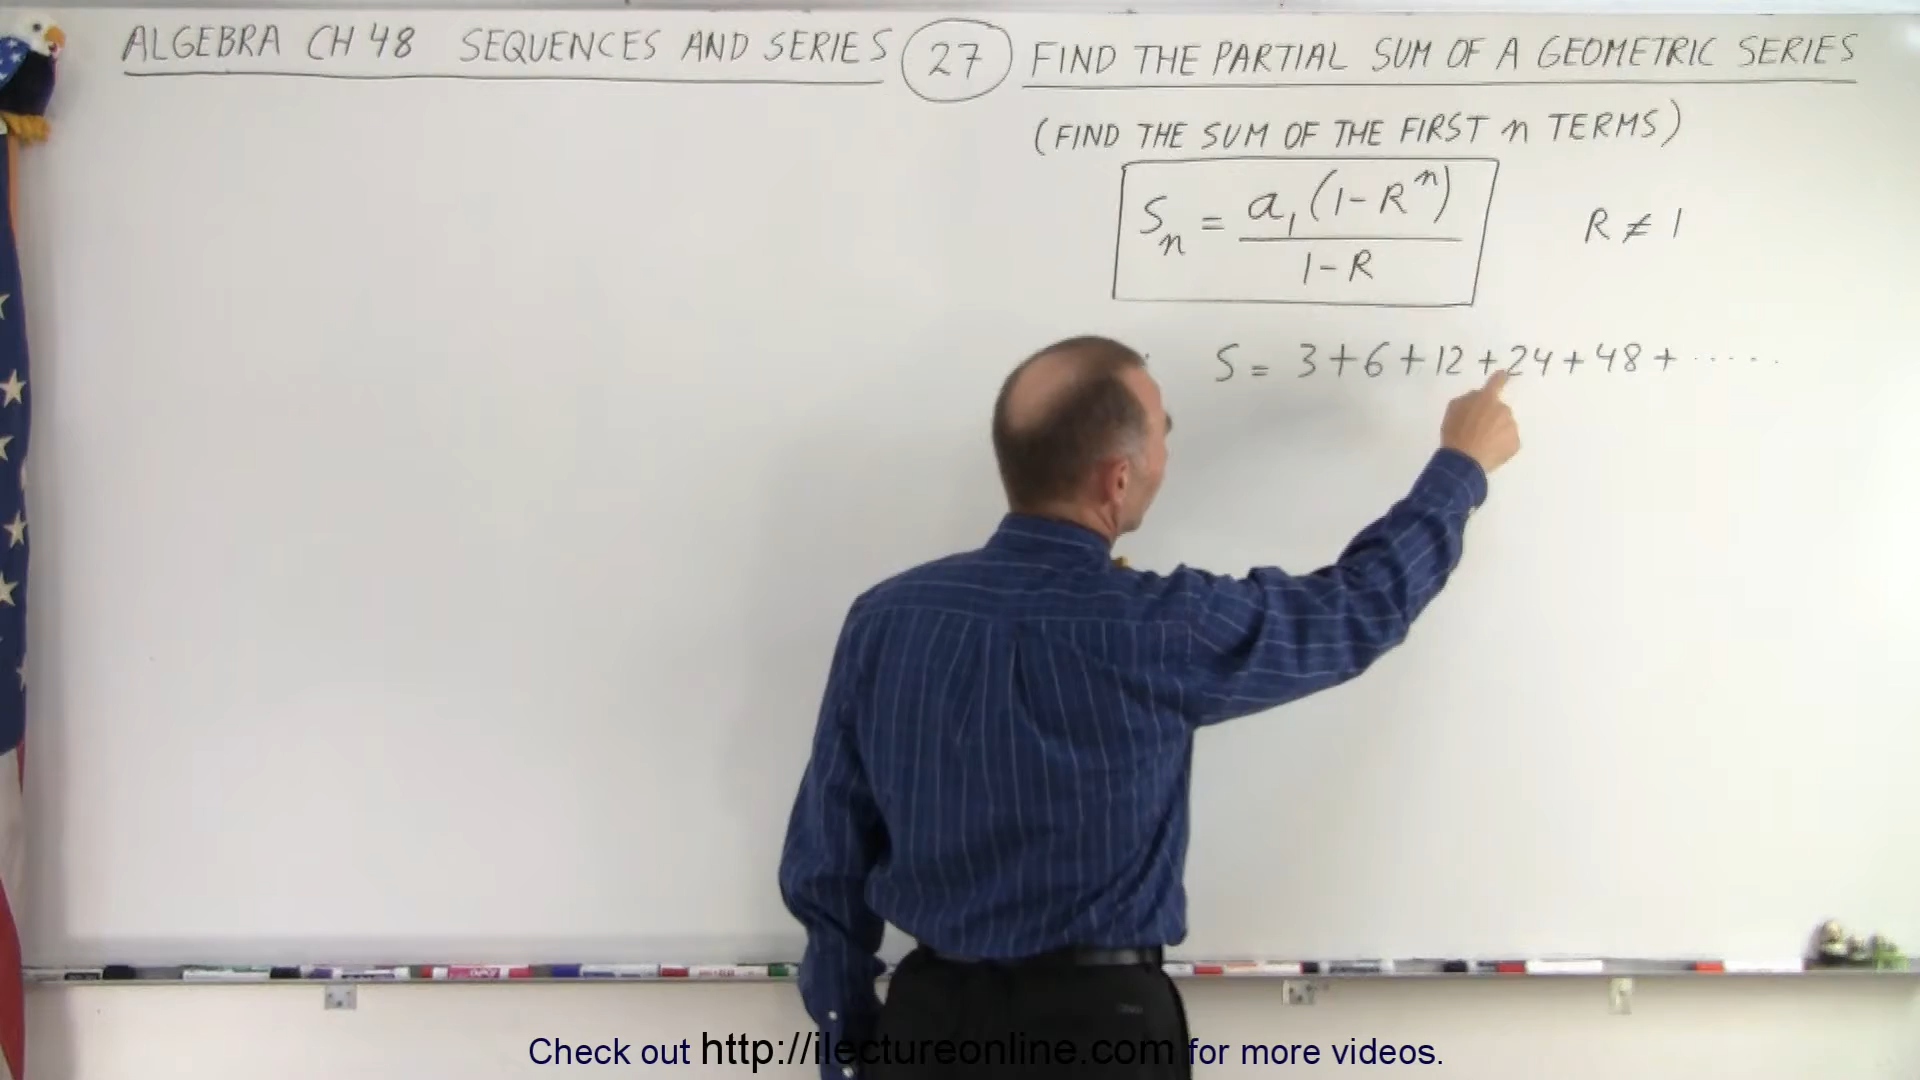 ALGEBRA CH 48 SEQUENCES AND SERIES 27 FIND THE PARTIAL SUM OF A GEOMETRIC SERIES
(FIND THE SUM OF THE FIRST n TERMS)
Sₙ = a₁(1-Rⁿ) / 1-R R ≠ 1
S = 3+6+12+24+48+ ·····
Check out http://ilectureonline.com for more videos.